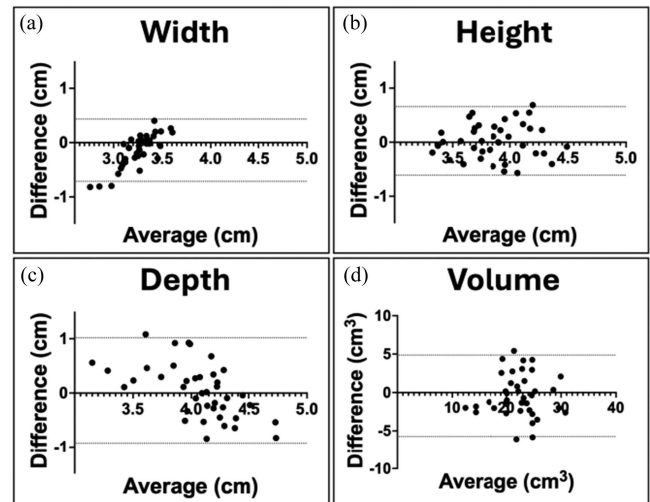 (a)
Width
Difference (cm)
1
0
-1
3.0 3.5 4.0 4.5 5.0
Average (cm)
(b)
Height
Difference (cm)
1
0
-1
3.5 4.0 4.5 5.0
Average (cm)
(c)
Depth
Difference (cm)
1
0
-1
3.5 4.0 4.5 5.0
Average (cm)
(d)
Volume
Difference (cm³)
10
5
0
-5
-10
10 20 30 40
Average (cm³)